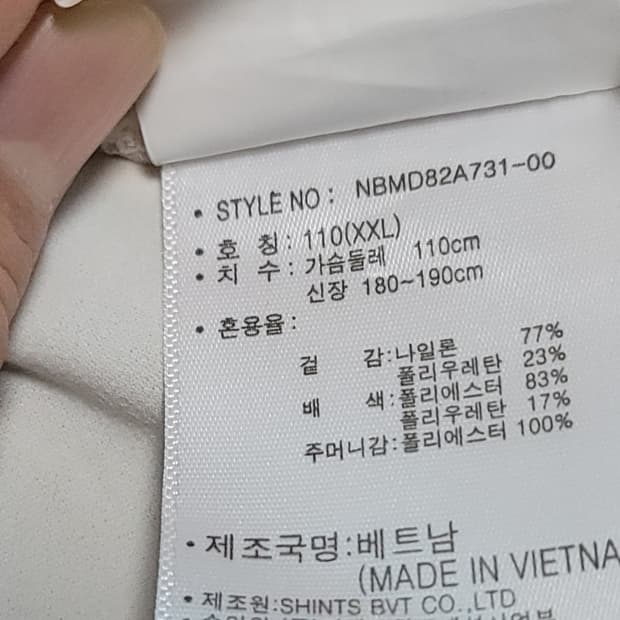 • STYLE NO : NBMD82A731-00
• 호 칭 : 110(XXL)
• 치 수 : 가슴둘레 110cm
신장 180~190cm
• 혼용율 :
겉 감:나일론 77%
폴리우레탄 23%
배 색:폴리에스터 83%
폴리우레탄 17%
주머니감:폴리에스터 100%
• 제조국명:베트남
(MADE IN VIETNA
• 제조원:SHINTS BVT CO.,LTD